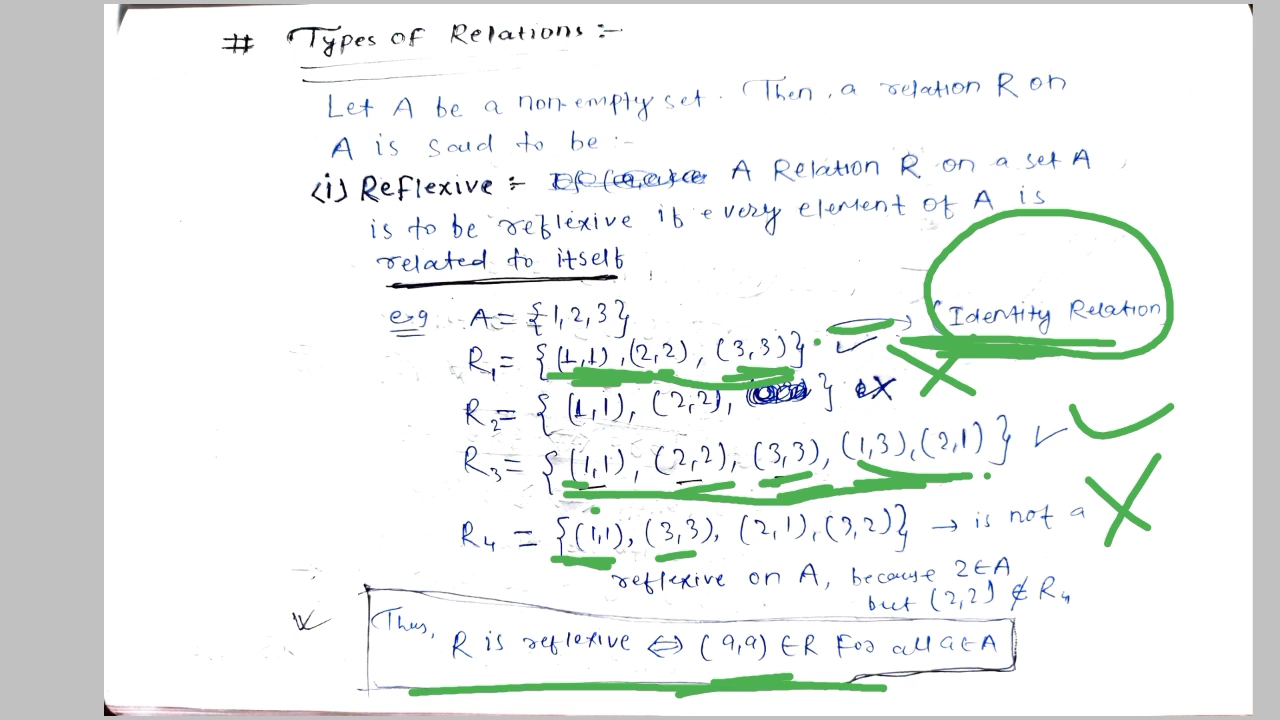 # Types of Relations :-
Let A be a non-empty set. Then, a relation R on
A is said to be :-
(i) Reflexive :- A Relation R on a set A
is to be reflexive if every element of A is
related to itself
e.g A = {1,2,3}
R₁ = {(1,1), (2,2), (3,3)} ✓ → (Identity Relation
R₂ = { (1,1), (2,2), } X
R₃ = {(1,1), (2,2), (3,3), (1,3), (2,1)} ✓
R₄ = {(1,1), (3,3), (2,1), (3,2)} → is not a
reflexive on A, because 2∈A
but (2,2) ∉ R₄
Thus,
R is reflexive ⇔ (a,a) ∈R For all a∈A